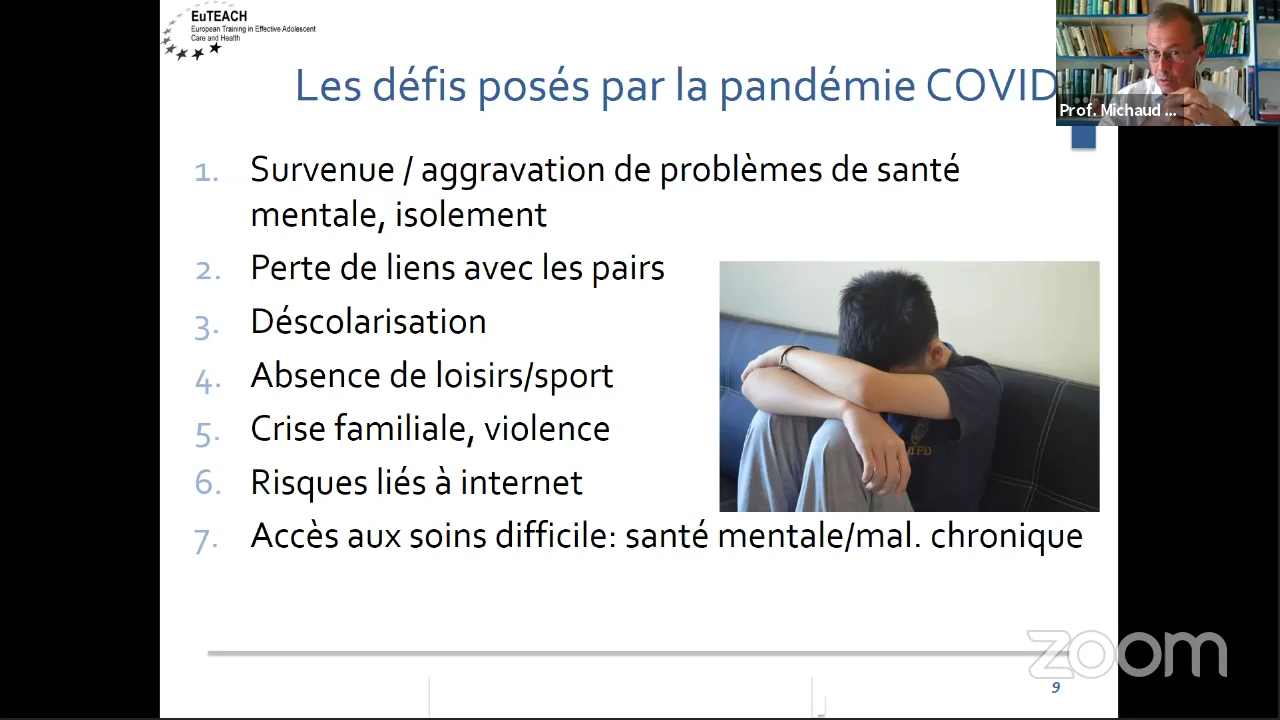 EuTEACH
European Training in Effective Adolescent
Care and Health
Les défis posés par la pandémie COVID
Prof. Michaud ...
1. Survenue / aggravation de problèmes de santé
mentale, isolement
2. Perte de liens avec les pairs
3. Déscolarisation
4. Absence de loisirs/sport
5. Crise familiale, violence
6. Risques liés à internet
7. Accès aux soins difficile: santé mentale/mal. chronique
zoom
9